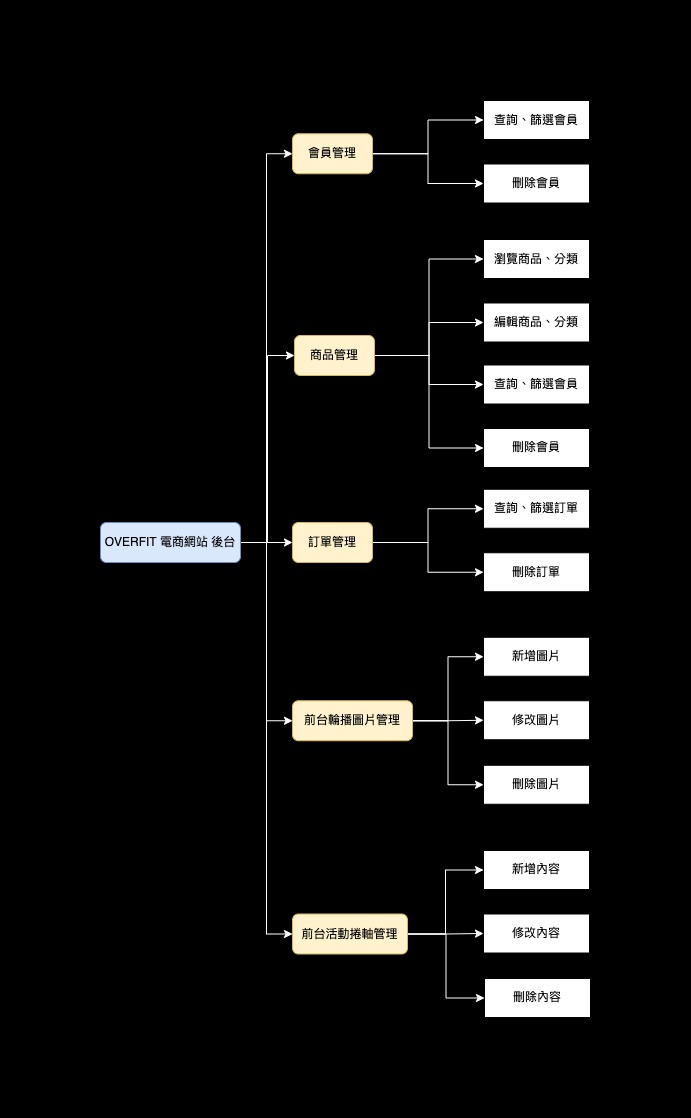 OVERFIT 電商網站 後台
會員管理
查詢、篩選會員
刪除會員
商品管理
瀏覽商品、分類
編輯商品、分類
查詢、篩選會員
刪除會員
訂單管理
查詢、篩選訂單
刪除訂單
前台輪播圖片管理
新增圖片
修改圖片
刪除圖片
前台活動捲軸管理
新增內容
修改內容
刪除內容